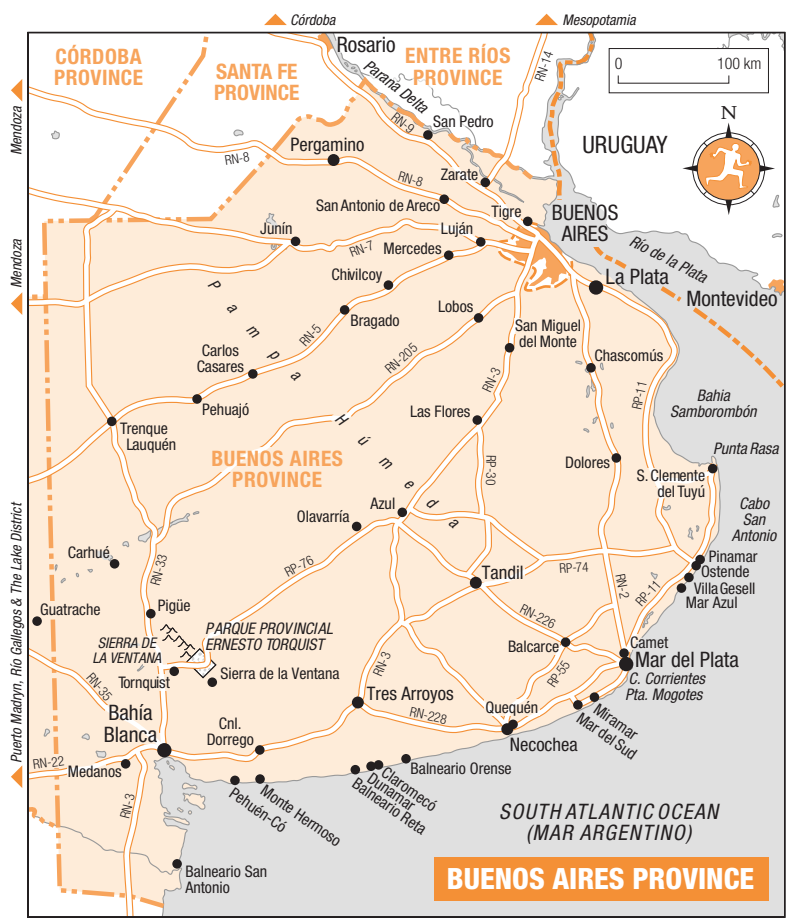 Córdoba
Mesopotamia
Rosario
CÓRDOBA
PROVINCE
SANTA FE
PROVINCE
ENTRE RÍOS
PROVINCE
RN-14
0
100 km
Paraná Delta
Mendoza
RN-9
San Pedro
N
URUGUAY
Pergamino
RN-8
RN-8
Zarate
San Antonio de Areco
Tigre
BUENOS
AIRES
Junín
Luján
RN-7
Mercedes
Río de la Plata
Mendoza
Chivilcoy
La Plata
Montevideo
Pampa
Bragado
Lobos
RN-5
San Miguel
del Monte
RN-205
Carlos
Casares
Chascomús
RN-3
RP-11
Pehuajó
Bahia
Samborombón
Trenque
Lauquén
Las Flores
Húmeda
BUENOS AIRES
PROVINCE
RP-30
Dolores
Punta Rasa
S. Clemente
del Tuyú
Azul
Olavarría
Cabo
San
Antonio
Carhué
RN-33
RP-76
RP-74
Pinamar
Ostende
Villa Gesell
Mar Azul
Tandil
RP-11
RN-2
Guatrache
Pigüe
PARQUE PROVINCIAL
ERNESTO TORQUIST
SIERRA DE
LA VENTANA
RN-226
Balcarce
Camet
Mar del Plata
C. Corrientes
Pta. Mogotes
Tornquist
Sierra de la Ventana
RN-3
RP-55
RN-35
Tres Arroyos
Miramar
Mar del Sud
Quequén
RN-228
Necochea
Bahía
Blanca
Cnl.
Dorrego
Puerto Madryn, Río Gallegos & The Lake District
RN-22
Medanos
RN-3
Balneario Orense
Claromecó
Dunamar
Balneario Reta
Monte Hermoso
Pehuén-Có
SOUTH ATLANTIC OCEAN
(MAR ARGENTINO)
Balneario San
Antonio
BUENOS AIRES PROVINCE